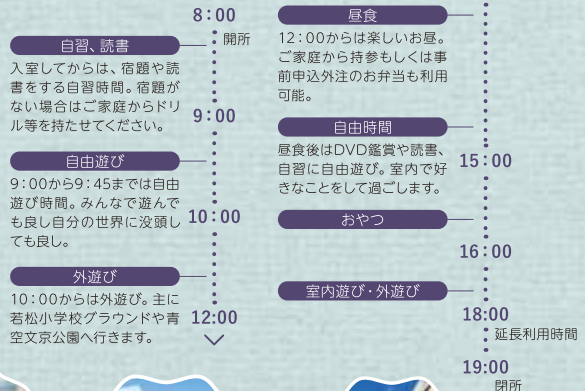 8:00
開所
自習、読書
入室してからは、宿題や読
書をする自習時間。宿題が
ない場合はご家庭からドリ
ル等を持たせてください。
9:00
自由遊び
9:00から9:45までは自由
遊び時間。みんなで遊んで
も良し自分の世界に没頭し
ても良し。
10:00
外遊び
10:00からは外遊び。主に
若松小学校グラウンドや青
空文京公園へ行きます。
12:00
昼食
12:00からは楽しいお昼。
ご家庭から持参もしくは事
前申込外注のお弁当も利用
可能。
自由時間
昼食後はDVD鑑賞や読書、
自習に自由遊び。室内で好
きなことをして過ごします。
15:00
おやつ
16:00
室内遊び・外遊び
18:00
延長利用時間
19:00
閉所